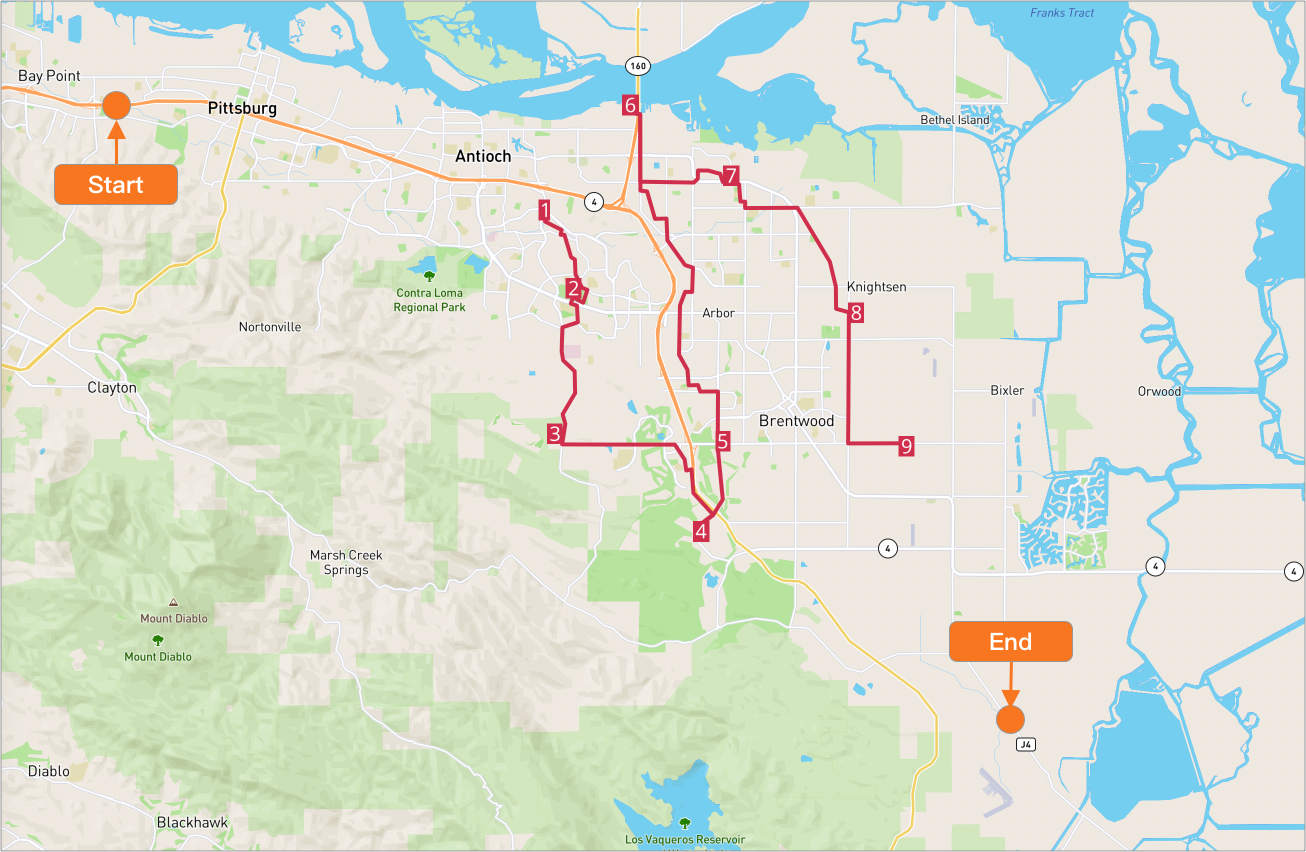 Franks Tract
160
Bay Point
6
Pittsburg
Bethel Island
Antioch
Start
7
4
1
Contra Loma
Regional Park
2
Knightsen
Nortonville
Arbor
8
Clayton
Bixler
Orwood
Brentwood
3
5
9
4
4
Marsh Creek
Springs
4
4
Mount Diablo
End
Mount Diablo
J4
Diablo
Blackhawk
Los Vaqueros Reservoir